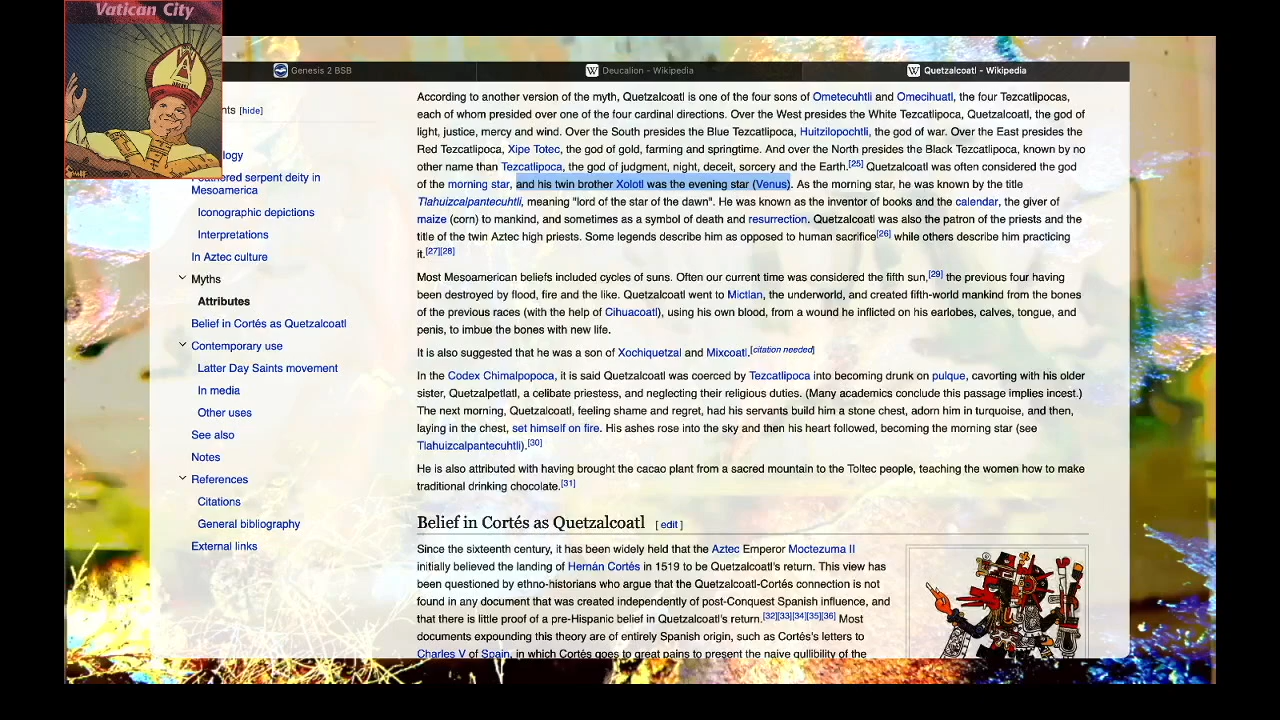 Vatican City
Genesis 2 BSB
Deucalion - Wikipedia
Quetzalcoatl - Wikipedia
nts [hide]
logy
Feathered serpent deity in
Mesoamerica
Iconographic depictions
Interpretations
In Aztec culture
Myths
Attributes
Belief in Cortés as Quetzalcoatl
Contemporary use
Latter Day Saints movement
In media
Other uses
See also
Notes
References
Citations
General bibliography
External links
According to another version of the myth, Quetzalcoatl is one of the four sons of Ometecuhtli and Omecihuatl, the four Tezcatlipocas,
each of whom presided over one of the four cardinal directions. Over the West presides the White Tezcatlipoca, Quetzalcoatl, the god of
light, justice, mercy and wind. Over the South presides the Blue Tezcatlipoca, Huitzilopochtli, the god of war. Over the East presides the
Red Tezcatlipoca, Xipe Totec, the god of gold, farming and springtime. And over the North presides the Black Tezcatlipoca, known by no
other name than Tezcatlipoca, the god of judgment, night, deceit, sorcery and the Earth.[25] Quetzalcoatl was often considered the god
of the morning star, and his twin brother Xolotl was the evening star (Venus). As the morning star, he was known by the title
Tlahuizcalpantecuhtli, meaning "lord of the star of the dawn". He was known as the inventor of books and the calendar, the giver of
maize (corn) to mankind, and sometimes as a symbol of death and resurrection. Quetzalcoatl was also the patron of the priests and the
title of the twin Aztec high priests. Some legends describe him as opposed to human sacrifice[26] while others describe him practicing
it.[27][28]
Most Mesoamerican beliefs included cycles of suns. Often our current time was considered the fifth sun,[29] the previous four having
been destroyed by flood, fire and the like. Quetzalcoatl went to Mictlan, the underworld, and created fifth-world mankind from the bones
of the previous races (with the help of Cihuacoatl), using his own blood, from a wound he inflicted on his earlobes, calves, tongue, and
penis, to imbue the bones with new life.
It is also suggested that he was a son of Xochiquetzal and Mixcoatl.[citation needed]
In the Codex Chimalpopoca, it is said Quetzalcoatl was coerced by Tezcatlipoca into becoming drunk on pulque, cavorting with his older
sister, Quetzalpetlatl, a celibate priestess, and neglecting their religious duties. (Many academics conclude this passage implies incest.)
The next morning, Quetzalcoatl, feeling shame and regret, had his servants build him a stone chest, adorn him in turquoise, and then,
laying in the chest, set himself on fire. His ashes rose into the sky and then his heart followed, becoming the morning star (see
Tlahuizcalpantecuhtli).[30]
He is also attributed with having brought the cacao plant from a sacred mountain to the Toltec people, teaching the women how to make
traditional drinking chocolate.[31]
Belief in Cortés as Quetzalcoatl [ edit ]
Since the sixteenth century, it has been widely held that the Aztec Emperor Moctezuma II
initially believed the landing of Hernán Cortés in 1519 to be Quetzalcoatl's return. This view has
been questioned by ethno-historians who argue that the Quetzalcoatl-Cortés connection is not
found in any document that was created independently of post-Conquest Spanish influence, and
that there is little proof of a pre-Hispanic belief in Quetzalcoatl's return.[32][33][34][35][36] Most
documents expounding this theory are of entirely Spanish origin, such as Cortés's letters to
Charles V of Spain, in which Cortés goes to great pains to present the naive gullibility of the